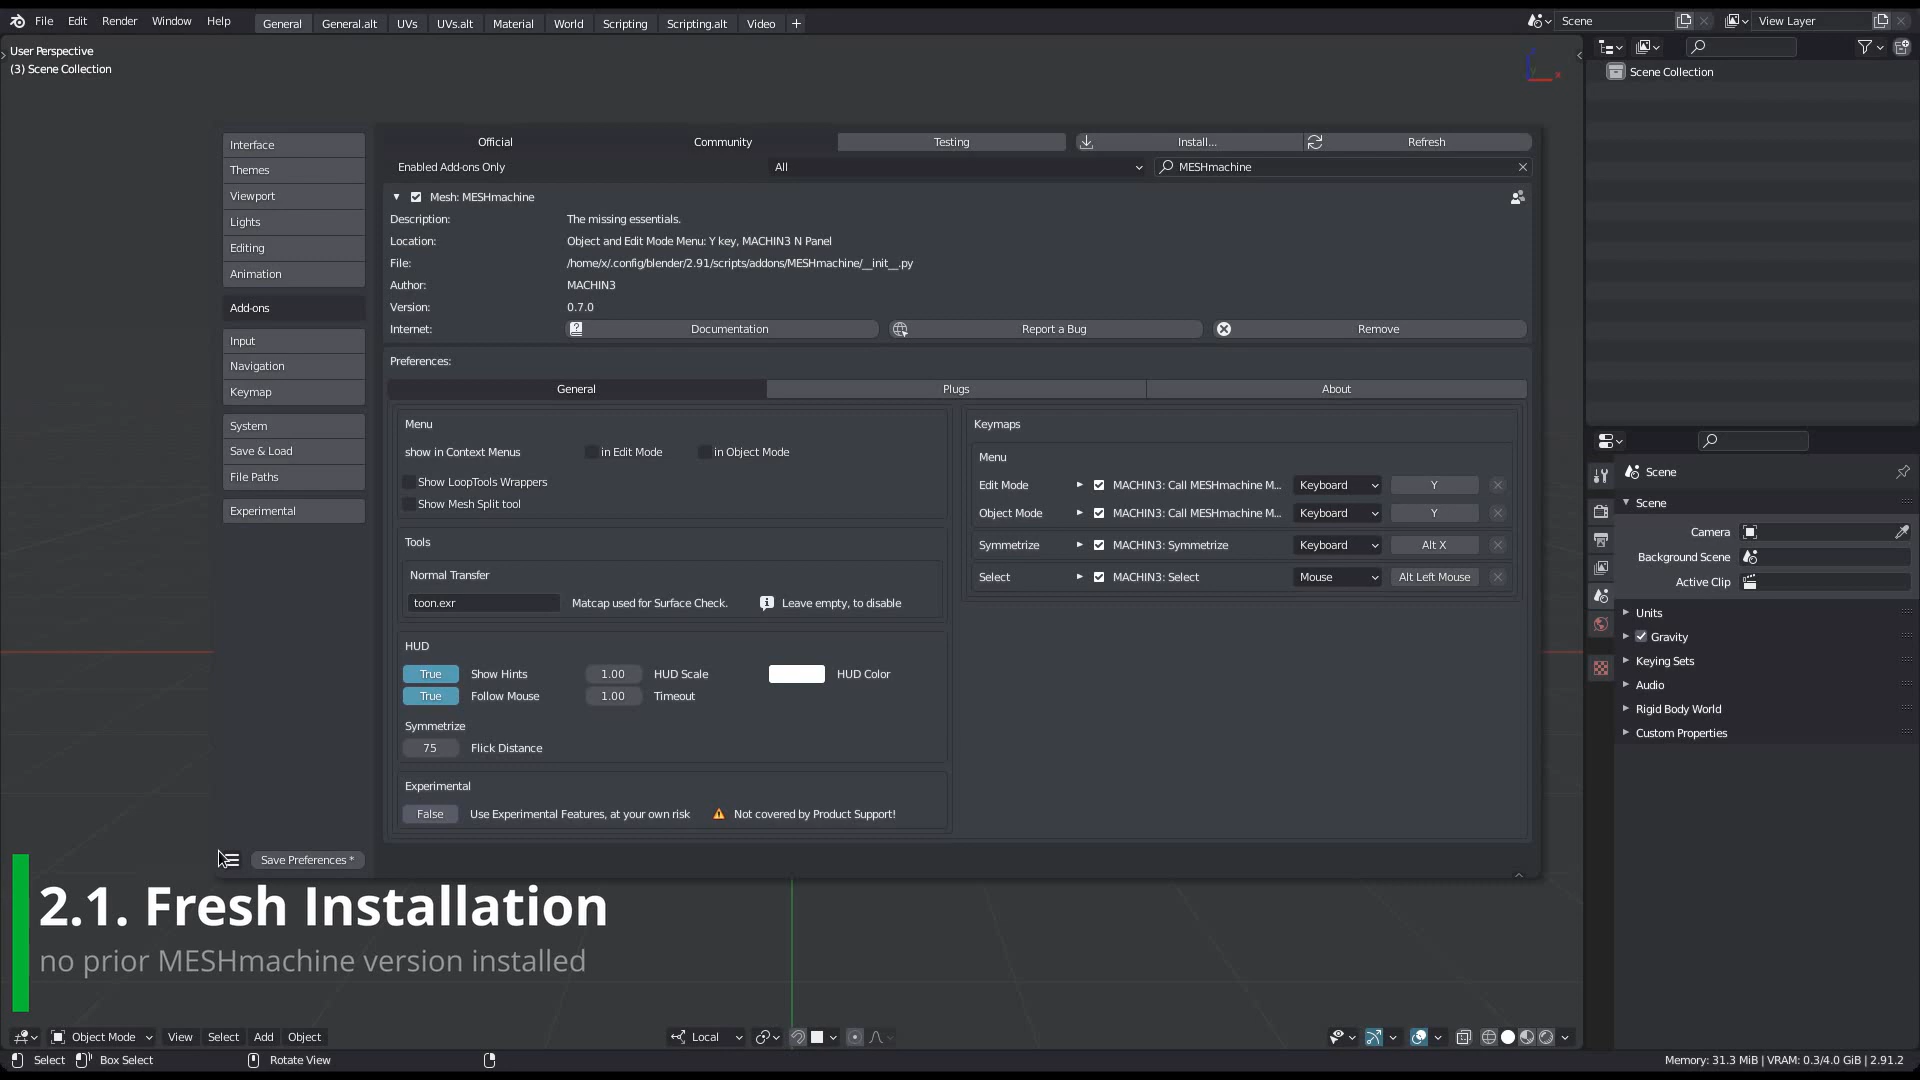 File Edit Render Window Help General General.alt UVs UVs.alt Material World Scripting Scripting.alt Video + Scene View Layer
User Perspective
(3) Scene Collection
Scene Collection
Interface
Themes
Viewport
Lights
Editing
Animation
Add-ons
Input
Navigation
Keymap
System
Save & Load
File Paths
Experimental
Save Preferences *
Official Community Testing Install... Refresh
Enabled Add-ons Only All MESHmachine
Mesh: MESHmachine
Description: The missing essentials.
Location: Object and Edit Mode Menu: Y key, MACHIN3 N Panel
File: /home/x/.config/blender/2.91/scripts/addons/MESHmachine/__init__.py
Author: MACHIN3
Version: 0.7.0
Internet: Documentation Report a Bug Remove
Preferences:
General Plugs About
Menu
show in Context Menus in Edit Mode in Object Mode
Show LoopTools Wrappers
Show Mesh Split tool
Tools
Normal Transfer
toon.exr Matcap used for Surface Check. Leave empty, to disable
HUD
True Show Hints 1.00 HUD Scale HUD Color
True Follow Mouse 1.00 Timeout
Symmetrize
75 Flick Distance
Experimental
False Use Experimental Features, at your own risk Not covered by Product Support!
Keymaps
Menu
Edit Mode MACHIN3: Call MESHmachine M... Keyboard Y
Object Mode MACHIN3: Call MESHmachine M... Keyboard Y
Symmetrize MACHIN3: Symmetrize Keyboard Alt X
Select MACHIN3: Select Mouse Alt Left Mouse
Scene
Scene
Camera
Background Scene
Active Clip
Units
Gravity
Keying Sets
Audio
Rigid Body World
Custom Properties
2.1. Fresh Installation
no prior MESHmachine version installed
Object Mode View Select Add Object Local
Select Box Select Rotate View Memory: 31.3 MiB | VRAM: 0.3/4.0 GiB | 2.91.2